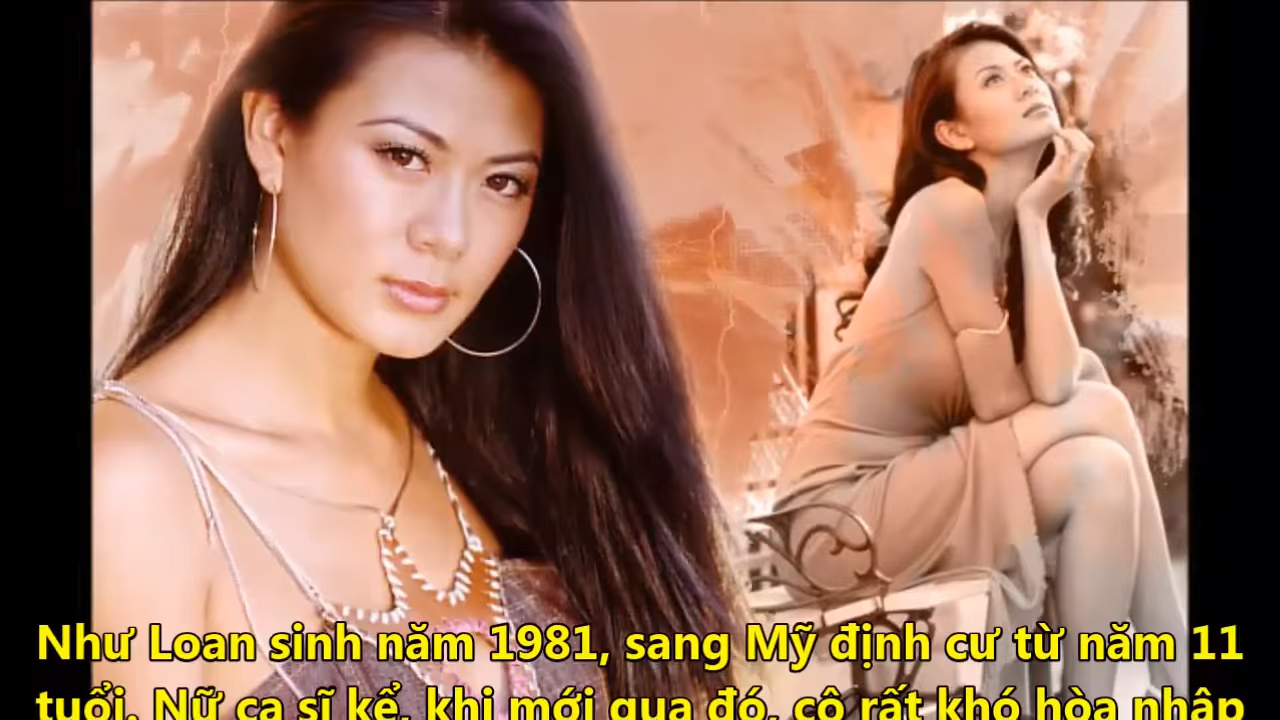 Như Loan sinh năm 1981, sang Mỹ định cư từ năm 11
tuổi. Nữ ca sĩ kể, khi mới qua đó, cô rất khó hòa nhập